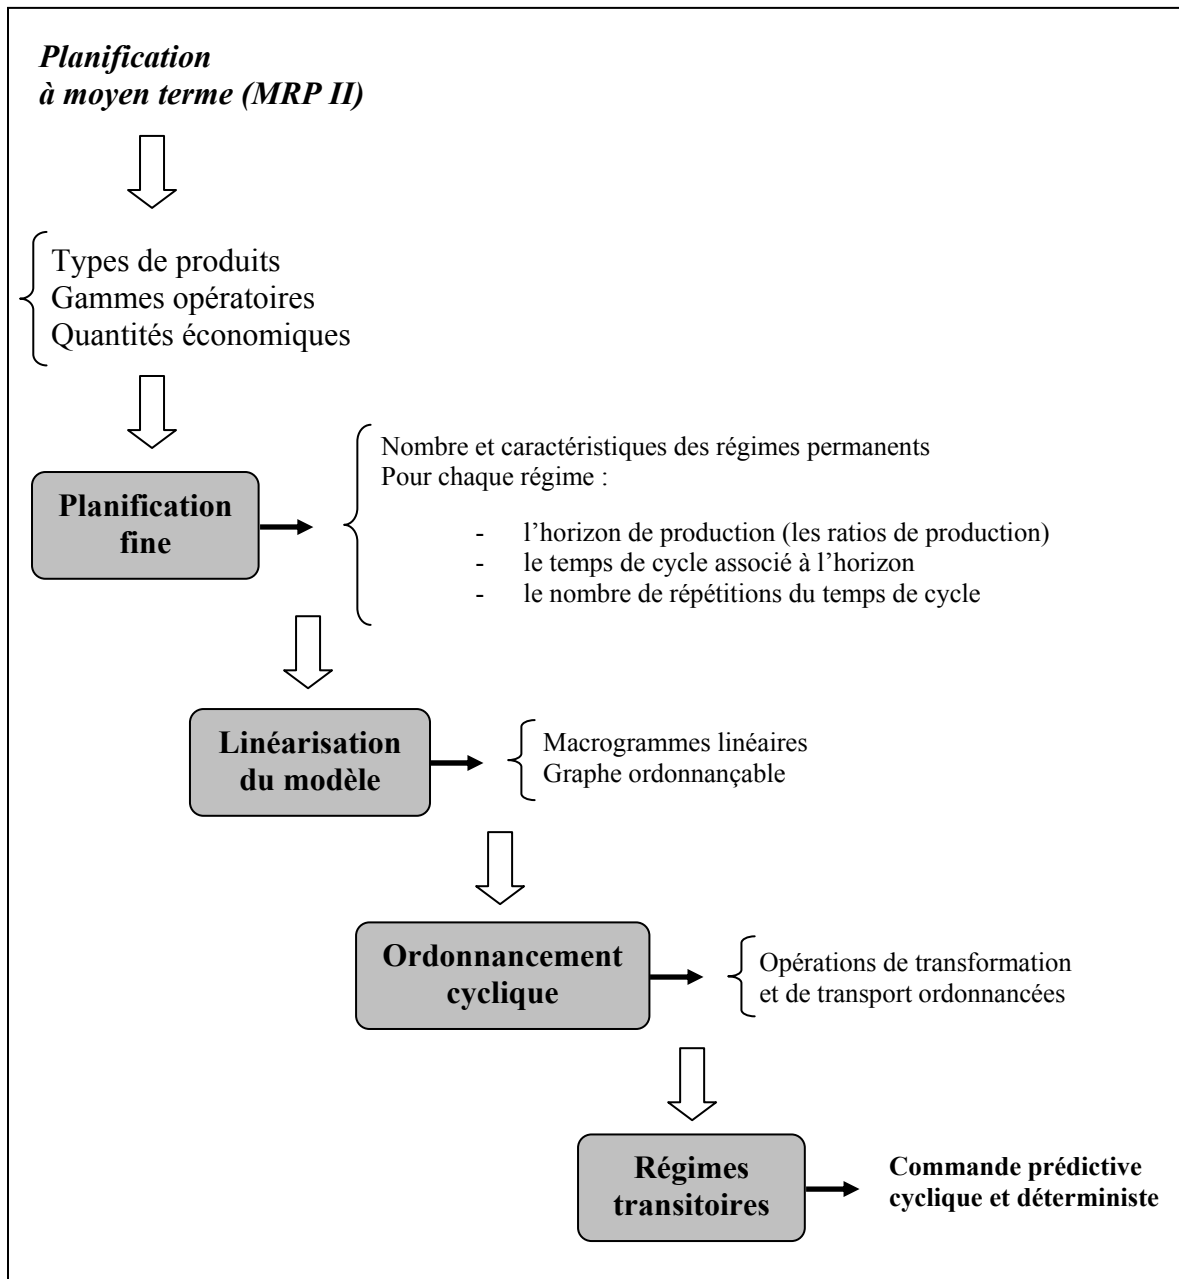 Planification
à moyen terme (MRP II)
Types de produits
Gammes opératoires
Quantités économiques
Planification
fine
Nombre et caractéristiques des régimes permanents
Pour chaque régime :
- l’horizon de production (les ratios de production)
- le temps de cycle associé à l’horizon
- le nombre de répétitions du temps de cycle
Linéarisation
du modèle
Macrogrammes linéaires
Graphe ordonnançable
Ordonnancement
cyclique
Opérations de transformation
et de transport ordonnancées
Régimes
transitoires
Commande prédictive
cyclique et déterministe